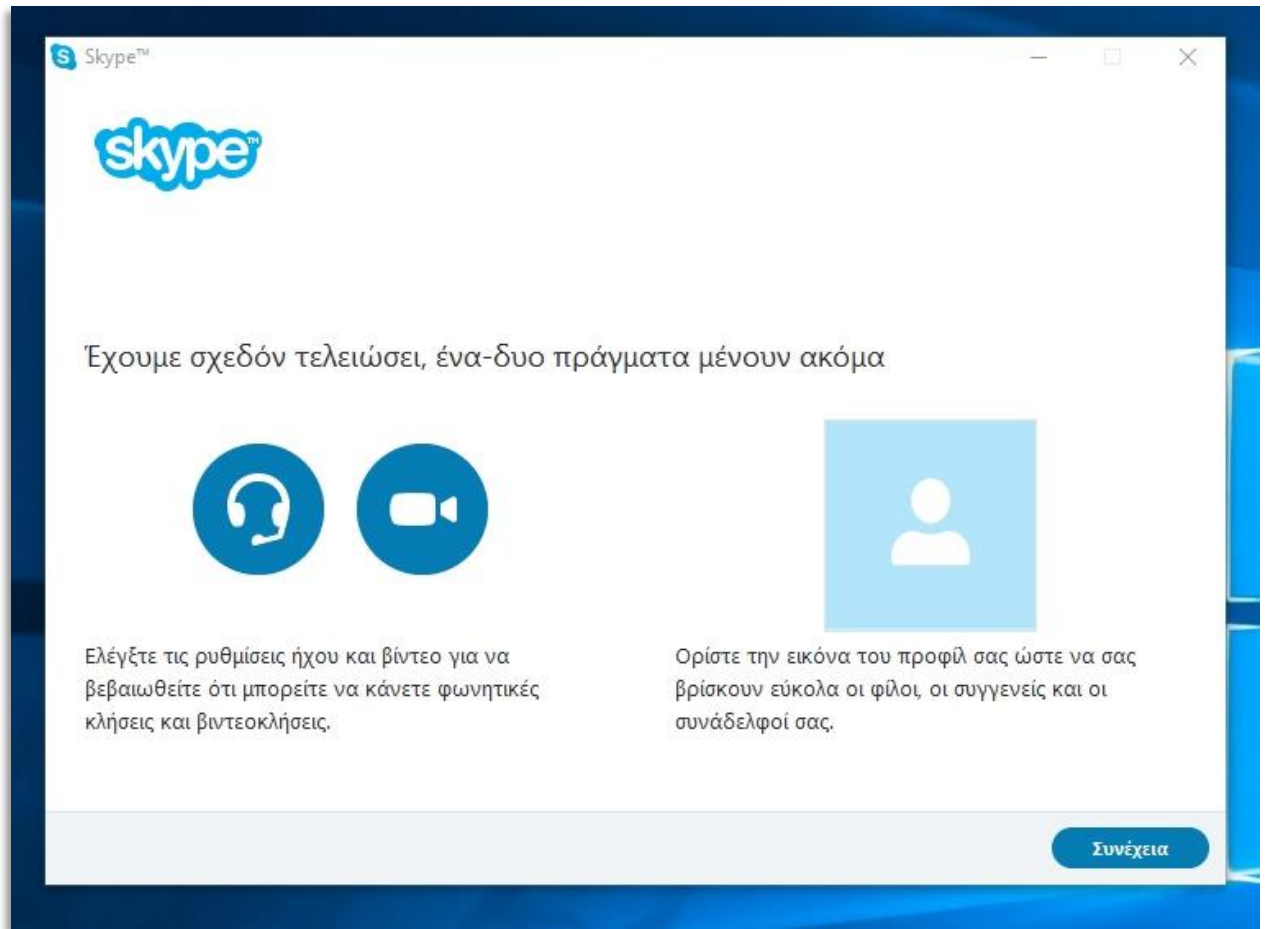 Skype™
skype™
Έχουμε σχεδόν τελειώσει, ένα-δυο πράγματα μένουν ακόμα
Ελέγξτε τις ρυθμίσεις ήχου και βίντεο για να
βεβαιωθείτε ότι μπορείτε να κάνετε φωνητικές
κλήσεις και βιντεοκλήσεις.
Ορίστε την εικόνα του προφίλ σας ώστε να σας
βρίσκουν εύκολα οι φίλοι, οι συγγενείς και οι
συνάδελφοί σας.
Συνέχεια